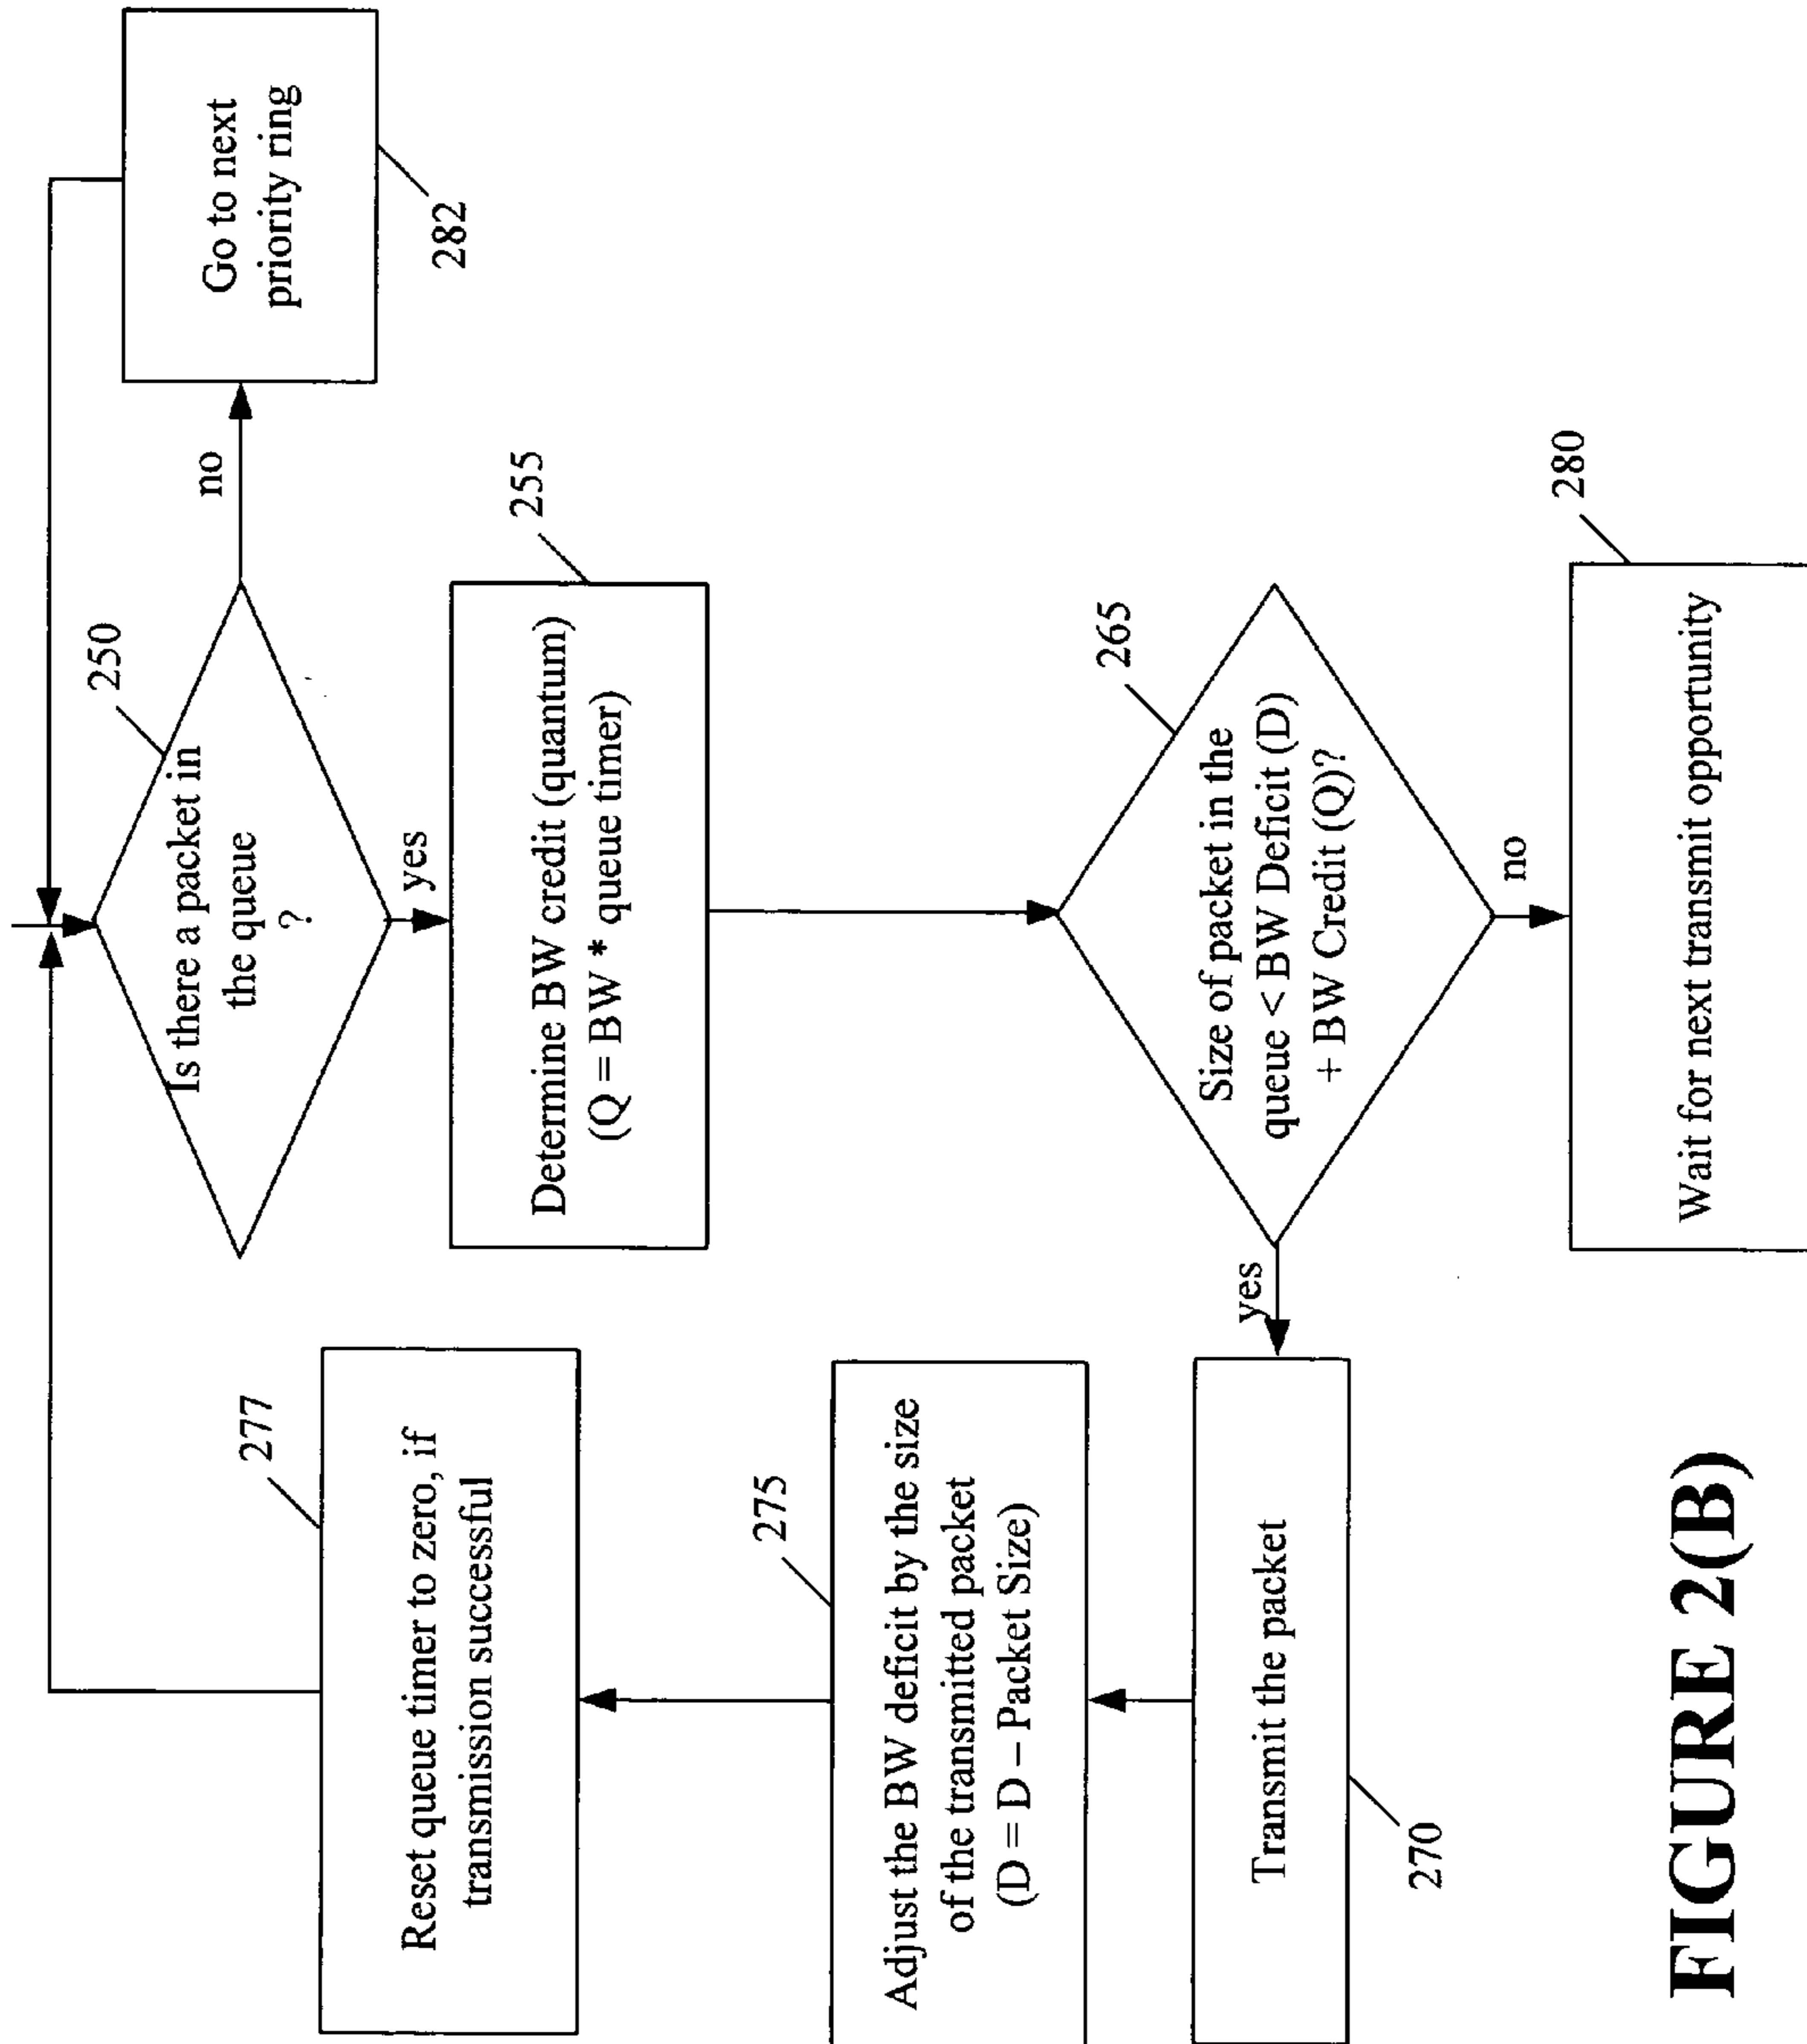 250
Is there a packet in
the queue
?
no
Go to next
priority ring
282
yes
255
Determine BW credit (quantum)
(Q = BW * queue timer)
265
Size of packet in the
queue < BW Deficit (D)
+ BW Credit (Q)?
no
280
Wait for next transmit opportunity
yes
Transmit the packet
270
275
Adjust the BW deficit by the size
of the transmitted packet
(D = D – Packet Size)
277
Reset queue timer to zero, if
transmission successful
FIGURE 2(B)